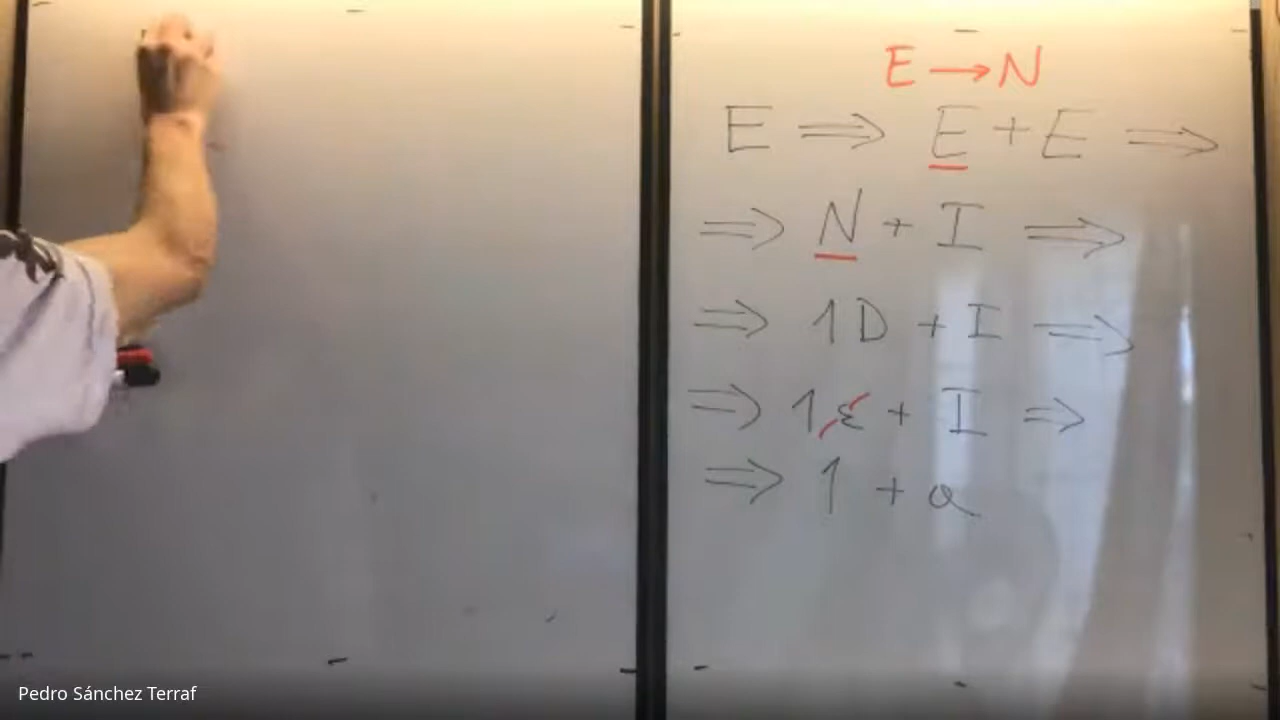 E → N
E ⇒ E + E ⇒
⇒ N + I ⇒
⇒ 1D + I ⇒
⇒ 1ε + I ⇒
⇒ 1 + a
Pedro Sánchez Terraf